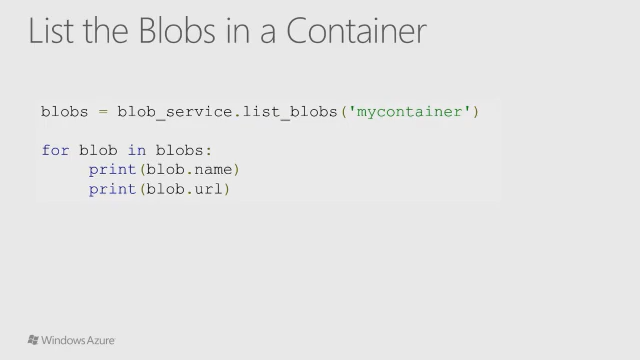 List the Blobs in a Container
blobs = blob_service.list_blobs('mycontainer')
for blob in blobs:
print(blob.name)
print(blob.url)
Windows Azure